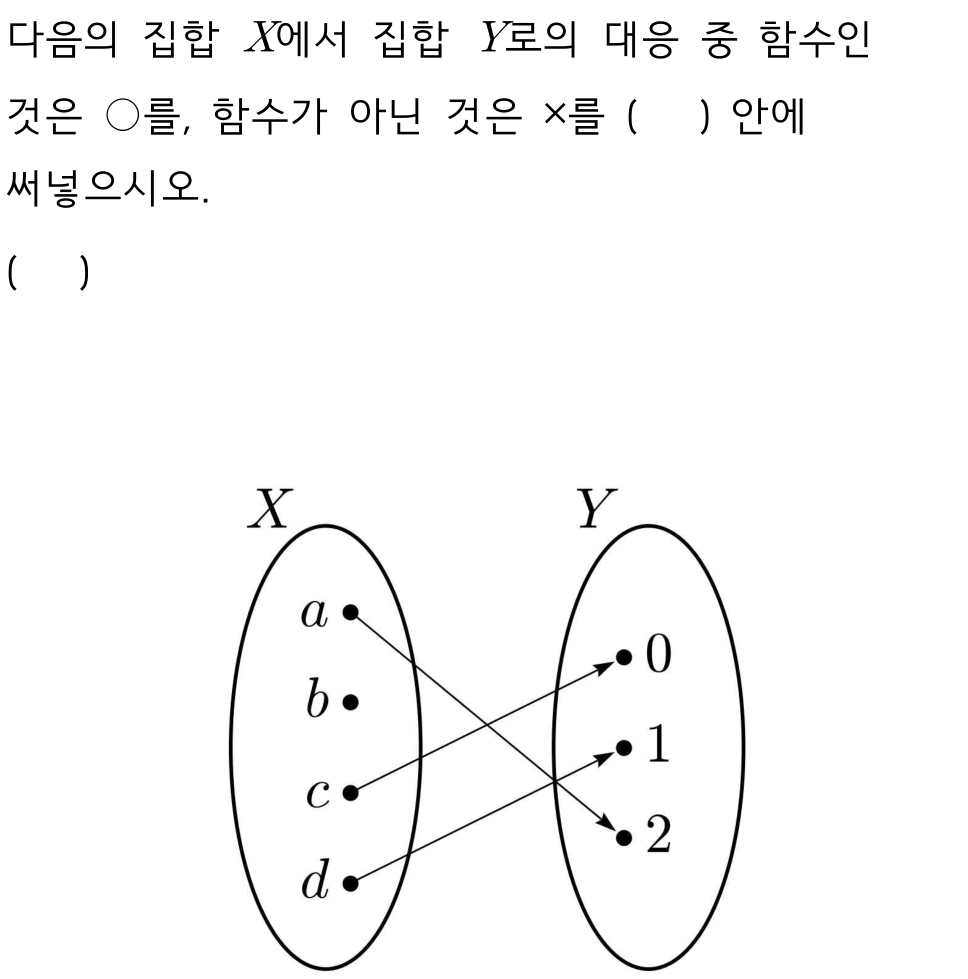 다음의 집합 X에서 집합 Y로의 대응 중 함수인
것은 ○를, 함수가 아닌 것은 ×를 (    ) 안에
써넣으시오.
(    )
X Y
a
0
b
1
c
2
d